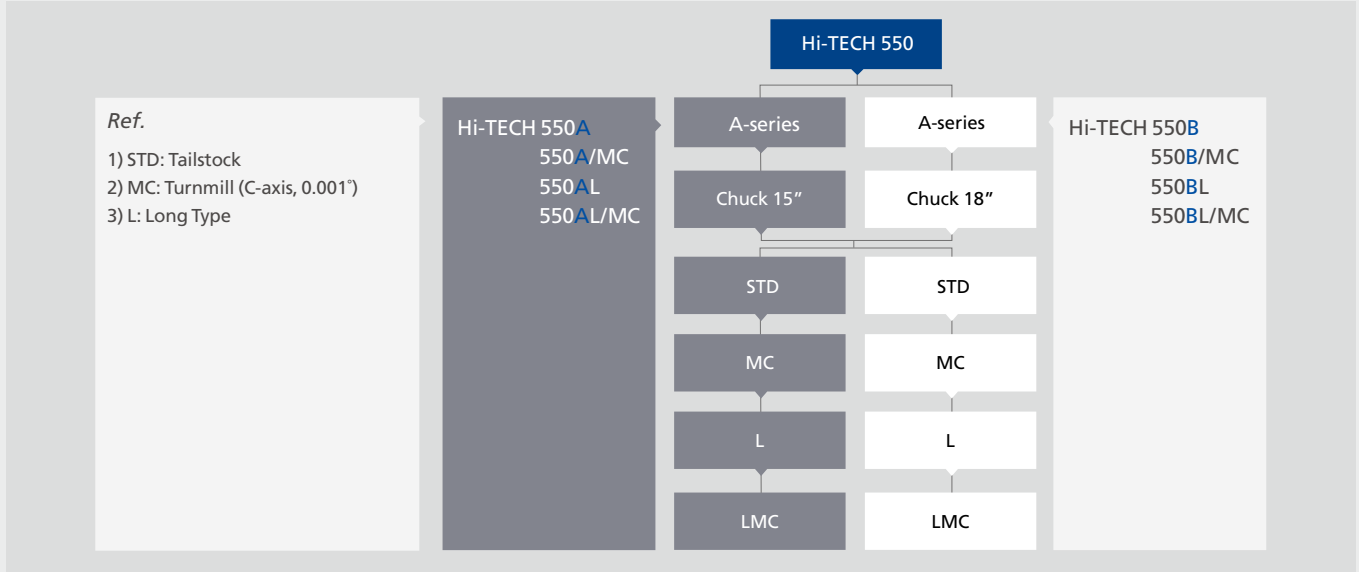 Hi-TECH 550
Ref.
1) STD: Tailstock
2) MC: Turnmill (C-axis, 0.001°)
3) L: Long Type
Hi-TECH 550A
550A/MC
550AL
550AL/MC
A-series
Chuck 15”
STD
MC
L
LMC
A-series
Chuck 18”
STD
MC
L
LMC
Hi-TECH 550B
550B/MC
550BL
550BL/MC